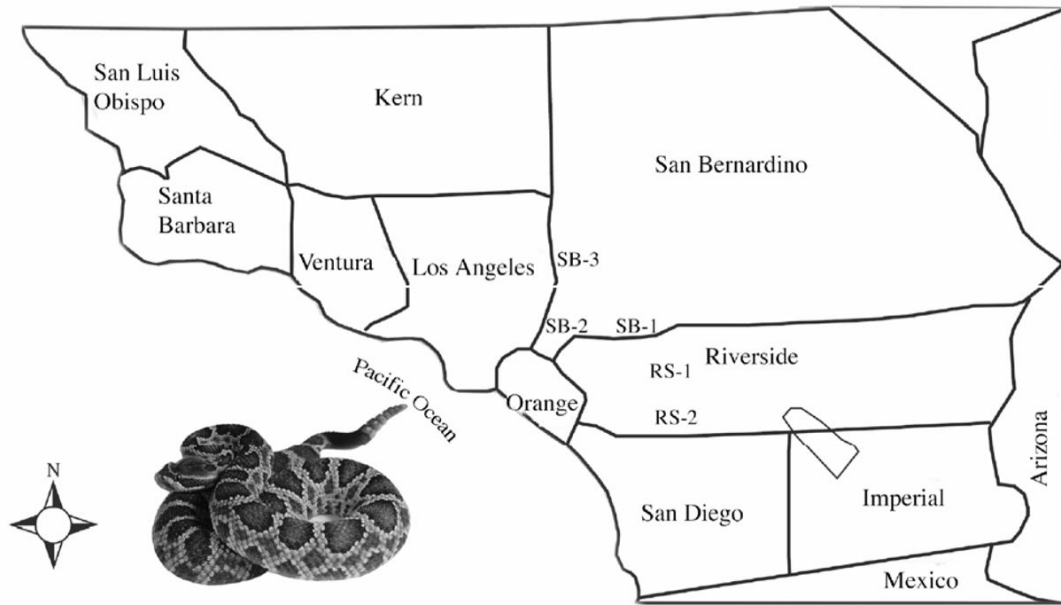 San Luis
Obispo
Kern
San Bernardino
Santa
Barbara
Ventura
Los Angeles
SB-3
SB-2
SB-1
Riverside
RS-1
Pacific Ocean
Orange
RS-2
Arizona
N
San Diego
Imperial
Mexico